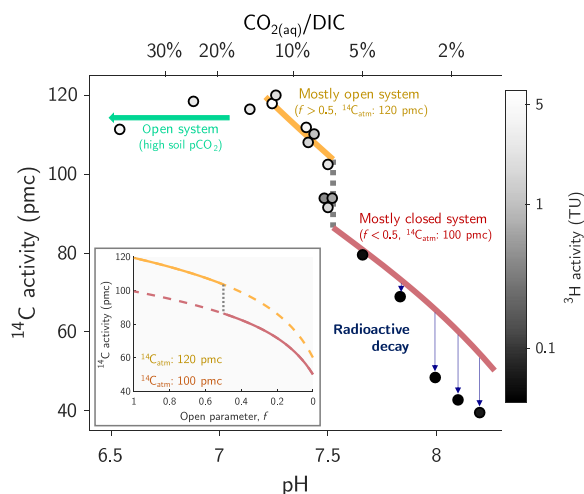 CO2(aq)/DIC
30% 20% 10% 5% 2%
120
100
80
60
40
14C activity (pmc)
Open system
(high soil pCO2)
Mostly open system
(f > 0.5, 14Catm: 120 pmc)
Mostly closed system
(f < 0.5, 14Catm: 100 pmc)
Radioactive
decay
120
100
80
60
40
14C activity (pmc)
14Catm: 120 pmc
14Catm: 100 pmc
1 0.8 0.6 0.4 0.2 0
Open parameter, f
6.5 7 7.5 8
pH
5
1
0.1
3H activity (TU)